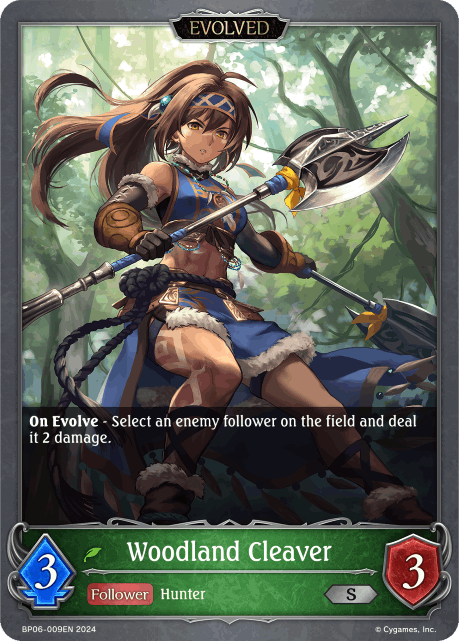 EVOLVED
On Evolve - Select an enemy follower on the field and deal
it 2 damage.
Woodland Cleaver
3
Follower Hunter
S
3
BP06-009EN 2024
© Cygames, Inc.